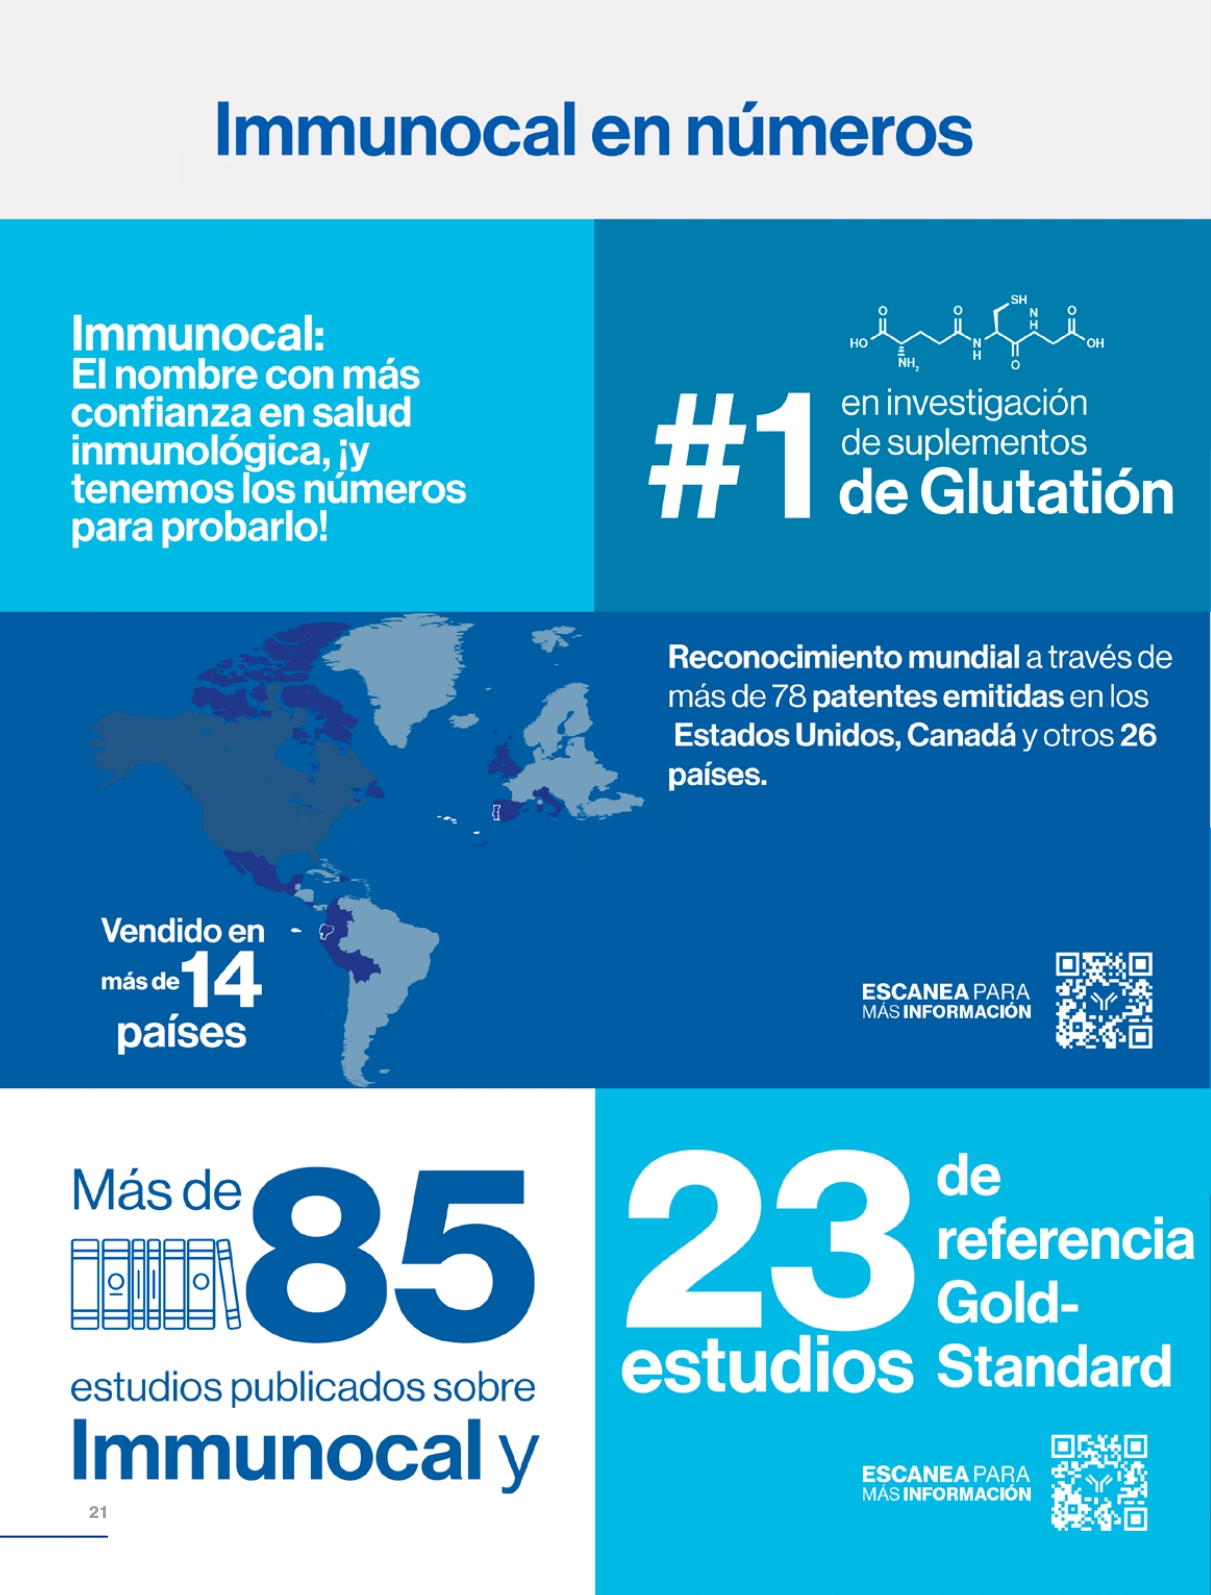 Immunocal en números
Immunocal:
El nombre con más
confianza en salud
inmunológica, ¡y
tenemos los números
para probarlo!
O
O
SH
N
H
O
HO
NH₂
N
H
O
OH
#1
en investigación
de suplementos
de Glutatión
Reconocimiento mundial a través de
más de 78 patentes emitidas en los
Estados Unidos, Canadá y otros 26
países.
Vendido en
más de 14
países
ESCANEA PARA
MÁS INFORMACIÓN
Más de 85
estudios publicados sobre
Immunocal y
23
estudios
de
referencia
Gold-
Standard
ESCANEA PARA
MÁS INFORMACIÓN
21